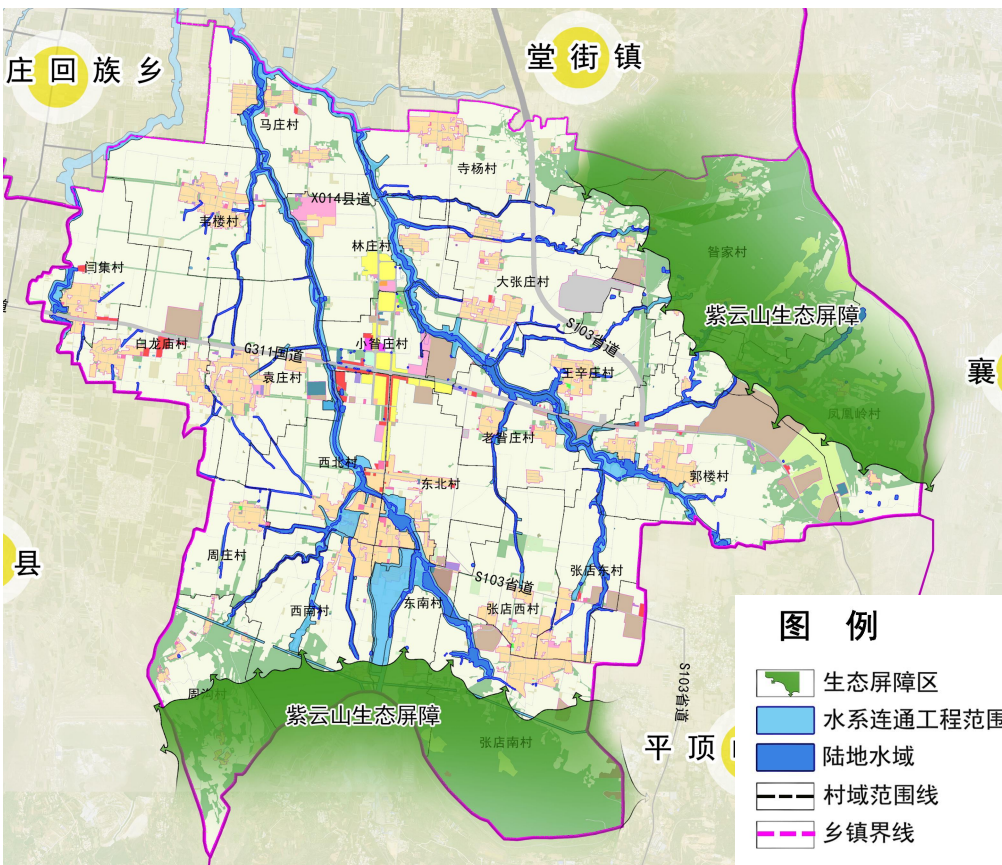 庄回族乡
堂街镇
马庄村
寺杨村
X014县道
林庄村
昝家村
闫集村
大张庄村
紫云山生态屏障
S103省道
白龙庙村
G311国道
小昝庄村
袁庄村
王辛庄村
襄
凤凰岭村
老昝庄村
西北村
郭楼村
东北村
县
周庄村
S103省道
张店东村
西南村
东南村
张店西村
周沟村
紫云山生态屏障
张店南村
S103省道
平顶
图例
生态屏障区
水系连通工程范围
陆地水域
村域范围线
乡镇界线